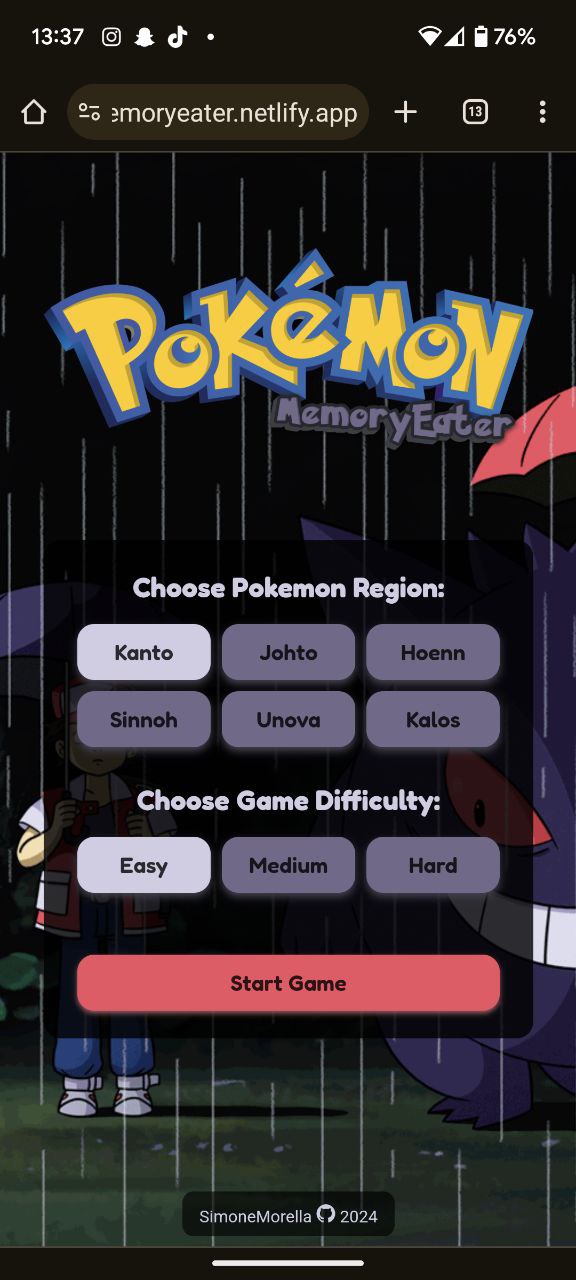 13:37 76%
emoryeater.netlify.app 13
POKéMON
MemoryEater
Choose Pokemon Region:
Kanto Johto Hoenn
Sinnoh Unova Kalos
Choose Game Difficulty:
Easy Medium Hard
Start Game
SimoneMorella 2024